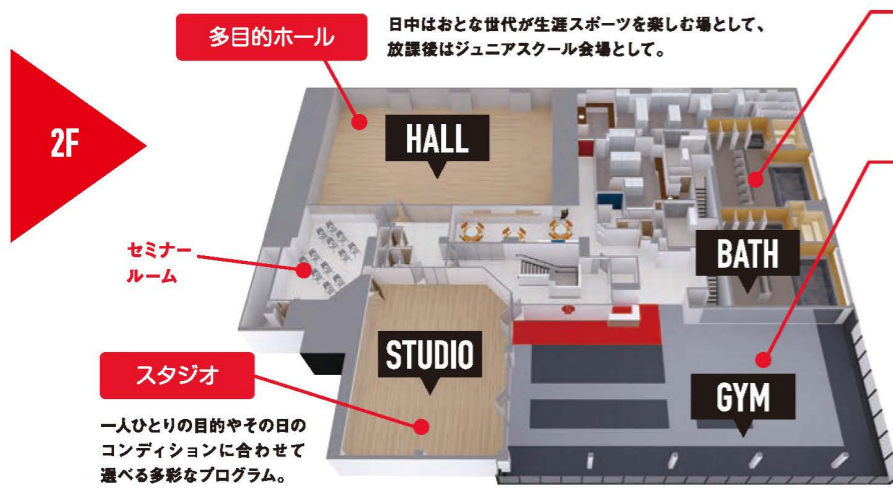 多目的ホール
日中はおとな世代が生涯スポーツを楽しむ場として、
放課後はジュニアスクール会場として。
2F
HALL
セミナー
ルーム
BATH
STUDIO
スタジオ
GYM
一人ひとりの目的やその日の
コンディションに合わせて
選べる多彩なプログラム。